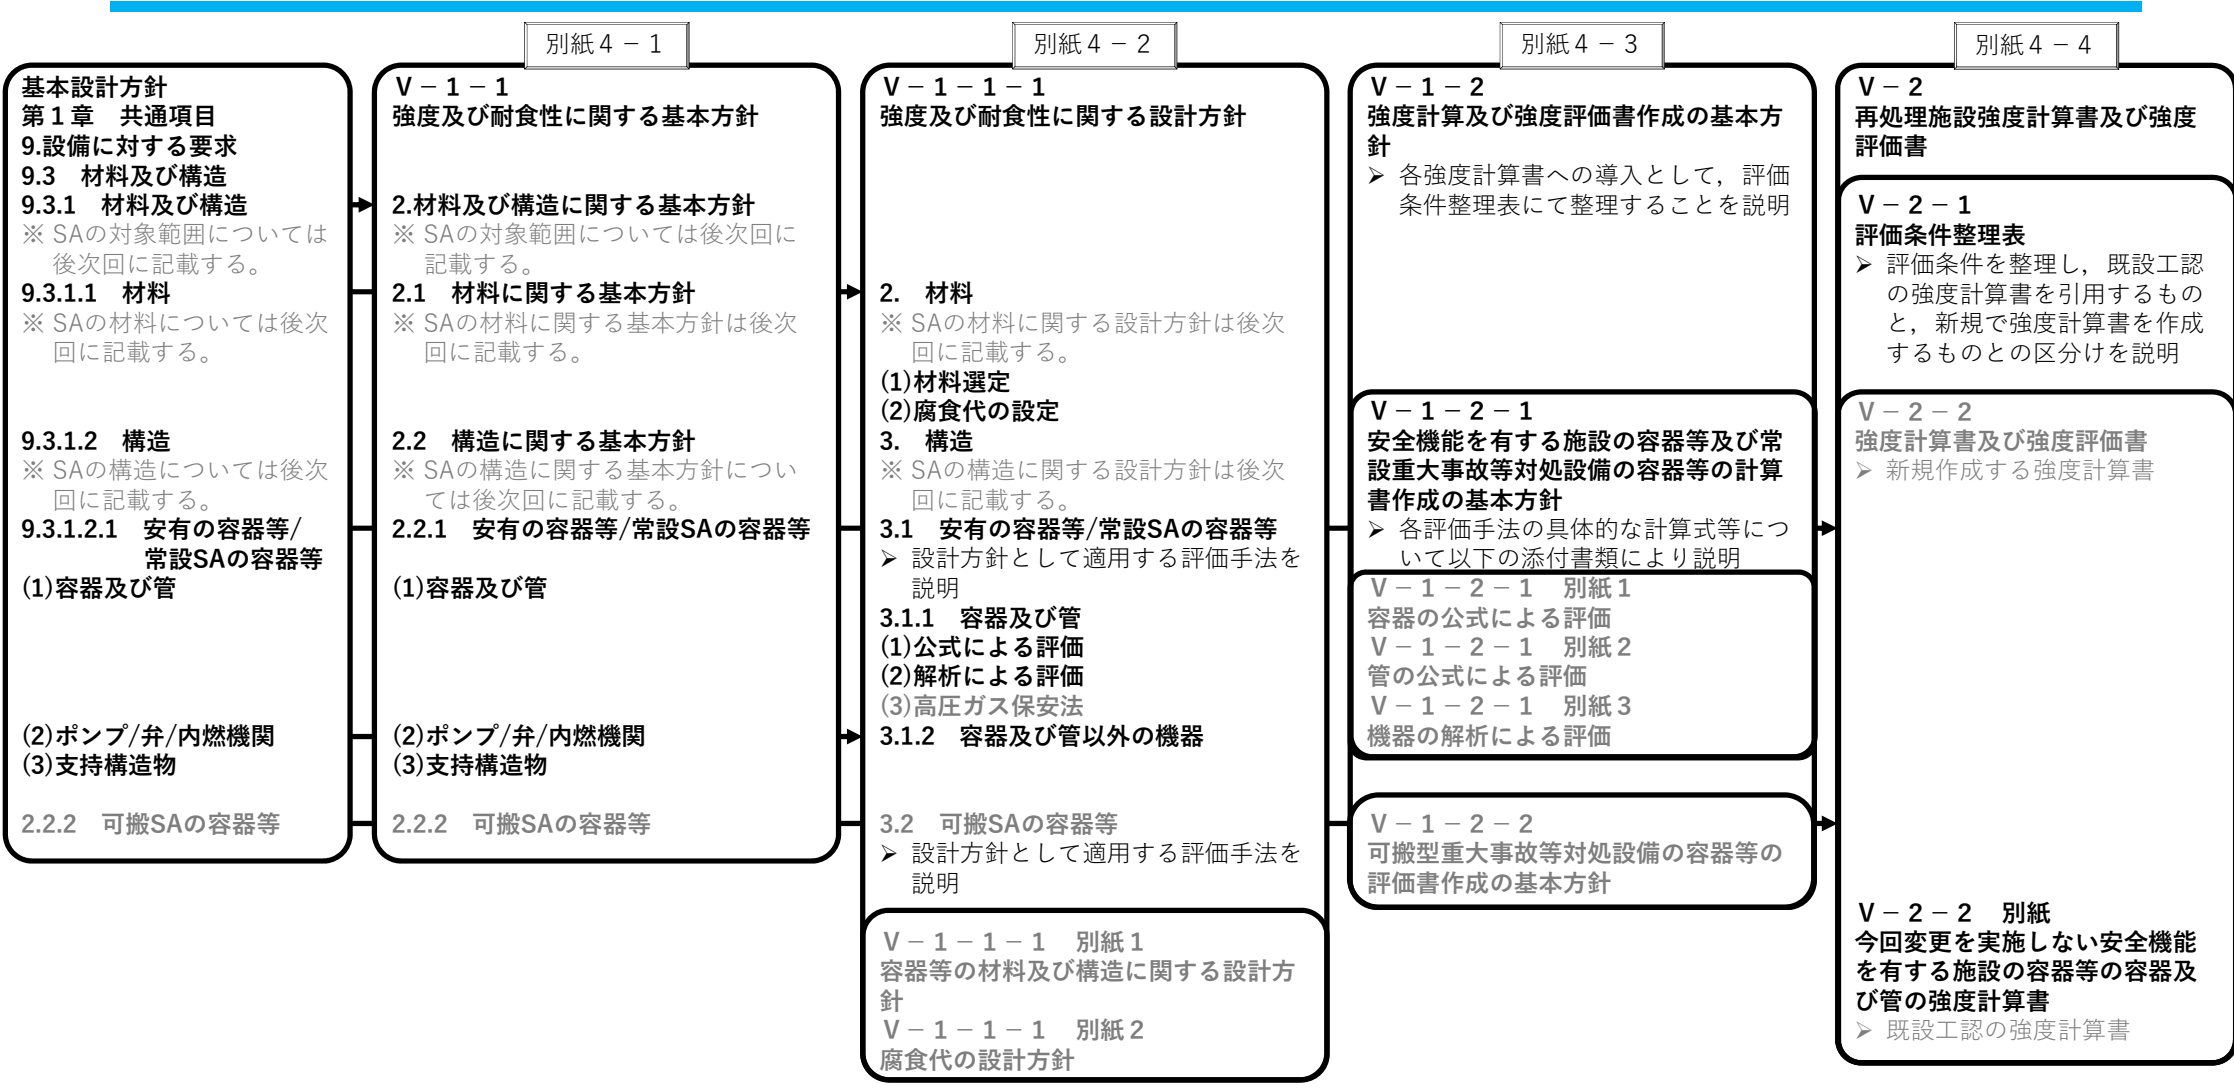 別紙４－１
別紙４－２
別紙４－３
別紙４－４
基本設計方針
第１章　共通項目
9.設備に対する要求
9.3　材料及び構造
9.3.1　材料及び構造
※ SAの対象範囲については
後次回に記載する。
9.3.1.1　材料
※ SAの材料については後次
回に記載する。
9.3.1.2　構造
※ SAの構造については後次
回に記載する。
9.3.1.2.1　安有の容器等/
常設SAの容器等
(1)容器及び管
(2)ポンプ/弁/内燃機関
(3)支持構造物
2.2.2　可搬SAの容器等
Ⅴ－１－１
強度及び耐食性に関する基本方針
2.材料及び構造に関する基本方針
※ SAの対象範囲については後次回に
記載する。
2.1　材料に関する基本方針
※ SAの材料に関する基本方針は後次
回に記載する。
2.2　構造に関する基本方針
※ SAの構造に関する基本方針につい
ては後次回に記載する。
2.2.1　安有の容器等/常設SAの容器等
(1)容器及び管
(2)ポンプ/弁/内燃機関
(3)支持構造物
2.2.2　可搬SAの容器等
Ⅴ－１－１－１
強度及び耐食性に関する設計方針
2.　材料
※ SAの材料に関する設計方針は後次
回に記載する。
(1)材料選定
(2)腐食代の設定
3.　構造
※ SAの構造に関する設計方針は後次
回に記載する。
3.1　安有の容器等/常設SAの容器等
➢ 設計方針として適用する評価手法を
説明
3.1.1　容器及び管
(1)公式による評価
(2)解析による評価
(3)高圧ガス保安法
3.1.2　容器及び管以外の機器
3.2　可搬SAの容器等
➢ 設計方針として適用する評価手法を
説明
Ⅴ－１－１－１　別紙１
容器等の材料及び構造に関する設計方
針
Ⅴ－１－１－１　別紙２
腐食代の設計方針
Ⅴ－１－２
強度計算及び強度評価書作成の基本方
針
➢ 各強度計算書への導入として，評価
条件整理表にて整理することを説明
Ⅴ－１－２－１
安全機能を有する施設の容器等及び常
設重大事故等対処設備の容器等の計算
書作成の基本方針
➢ 各評価手法の具体的な計算式等につ
いて以下の添付書類により説明
Ⅴ－１－２－１　別紙１
容器の公式による評価
Ⅴ－１－２－１　別紙２
管の公式による評価
Ⅴ－１－２－１　別紙３
機器の解析による評価
Ⅴ－１－２－２
可搬型重大事故等対処設備の容器等の
評価書作成の基本方針
Ⅴ－２
再処理施設強度計算書及び強度
評価書
Ⅴ－２－１
評価条件整理表
➢ 評価条件を整理し，既設工認
の強度計算書を引用するもの
と，新規で強度計算書を作成
するものとの区分けを説明
Ⅴ－２－２
強度計算書及び強度評価書
➢ 新規作成する強度計算書
Ⅴ－２－２　別紙
今回変更を実施しない安全機能
を有する施設の容器等の容器及
び管の強度計算書
➢ 既設工認の強度計算書